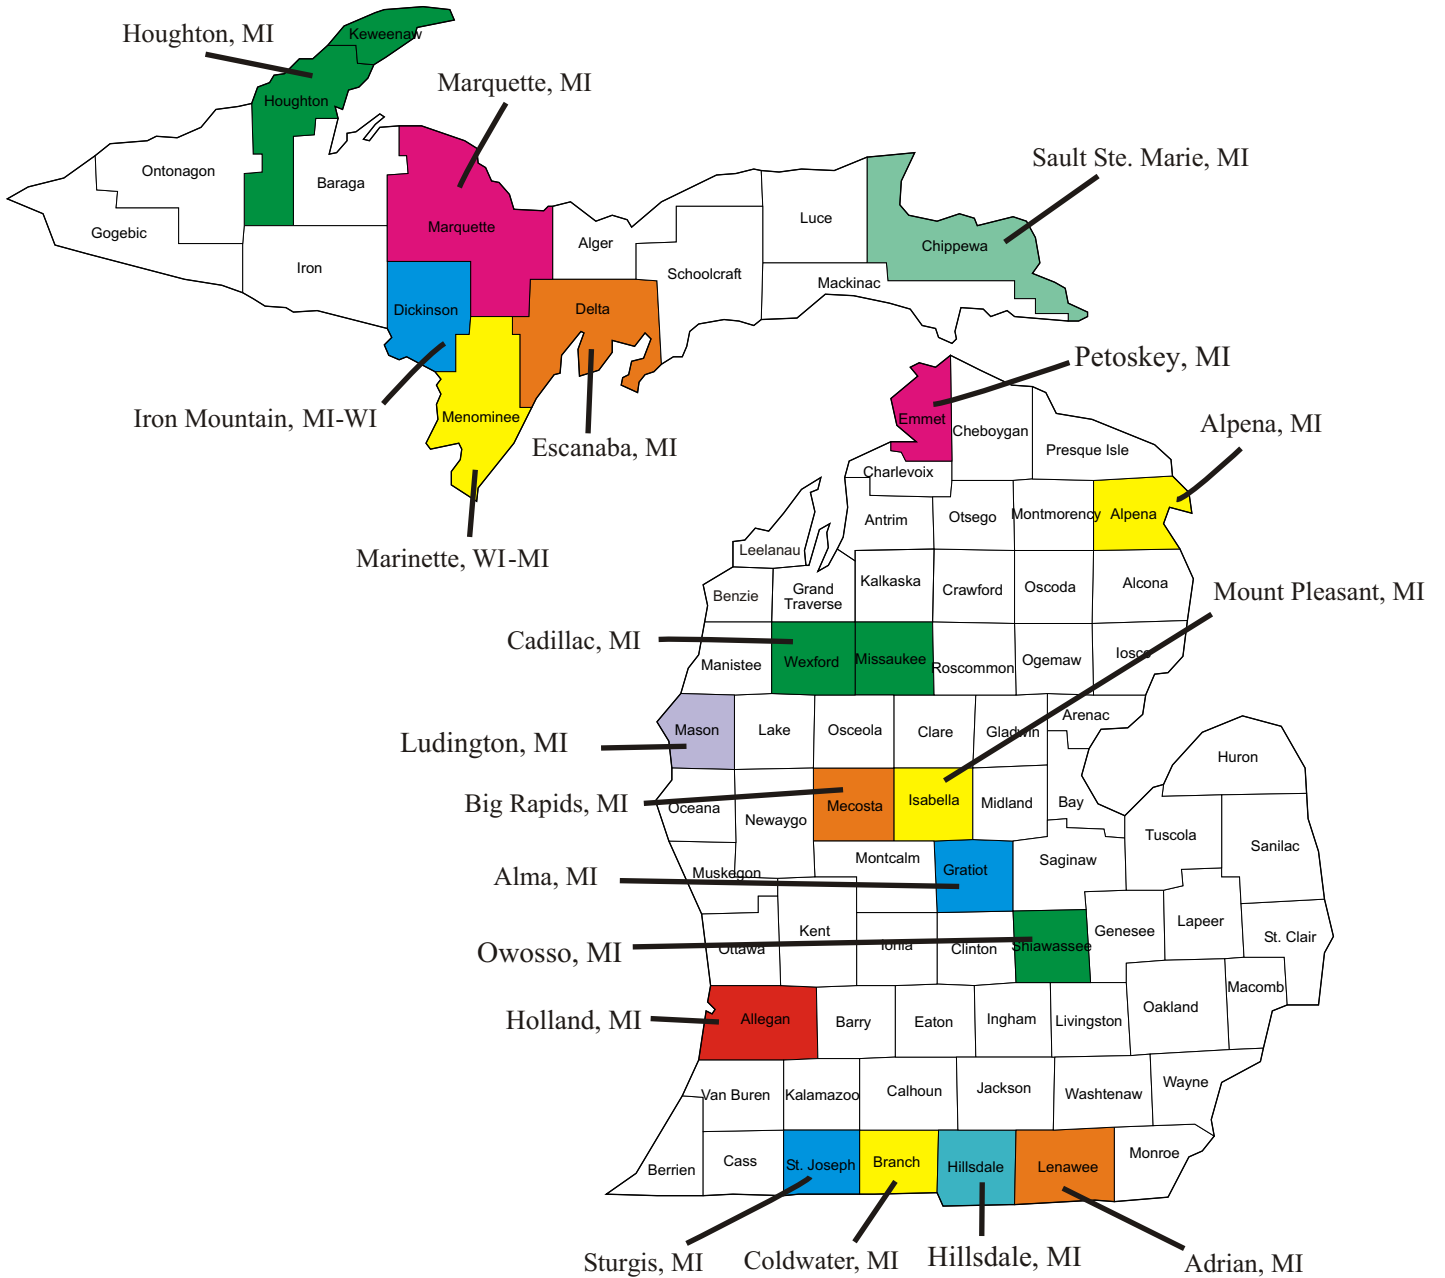 Houghton, MI
Keweenaw
Marquette, MI
Houghton
Sault Ste. Marie, MI
Ontonagon
Baraga
Luce
Marquette
Gogebic
Alger
Chippewa
Iron
Schoolcraft
Mackinac
Dickinson
Delta
Petoskey, MI
Iron Mountain, MI-WI
Menominee
Emmet
Alpena, MI
Cheboygan
Escanaba, MI
Presque Isle
Charlevoix
Antrim
Otsego
Montmorency
Alpena
Marinette, WI-MI
Leelanau
Kalkaska
Alcona
Benzie
Grand
Traverse
Crawford
Oscoda
Mount Pleasant, MI
Cadillac, MI
Manistee
Wexford
Missaukee
Roscommon
Ogemaw
Iosco
Mason
Lake
Osceola
Clare
Gladwin
Arenac
Ludington, MI
Huron
Big Rapids, MI
Oceana
Newaygo
Mecosta
Isabella
Midland
Bay
Tuscola
Sanilac
Alma, MI
Muskegon
Montcalm
Gratiot
Saginaw
Owosso, MI
Ottawa
Kent
Ionia
Clinton
Shiawassee
Genesee
Lapeer
St. Clair
Holland, MI
Allegan
Barry
Eaton
Ingham
Livingston
Oakland
Macomb
Van Buren
Kalamazoo
Calhoun
Jackson
Washtenaw
Wayne
Berrien
Cass
St. Joseph
Branch
Hillsdale
Lenawee
Monroe
Sturgis, MI
Coldwater, MI
Hillsdale, MI
Adrian, MI